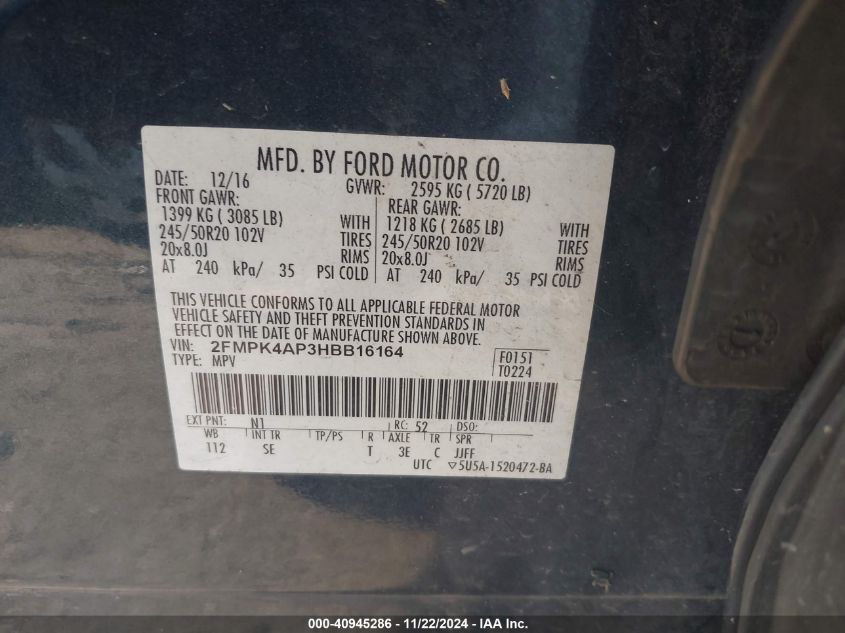 MFD. BY FORD MOTOR CO.
DATE: 12/16 GVWR: 2595 KG ( 5720 LB)
FRONT GAWR: REAR GAWR:
1399 KG ( 3085 LB) WITH 1218 KG ( 2685 LB) WITH
245/50R20 102V TIRES 245/50R20 102V TIRES
20x8.0J RIMS 20x8.0J RIMS
AT 240 kPa/ 35 PSI COLD AT 240 kPa/ 35 PSI COLD
THIS VEHICLE CONFORMS TO ALL APPLICABLE FEDERAL MOTOR
VEHICLE SAFETY AND THEFT PREVENTION STANDARDS IN
EFFECT ON THE DATE OF MANUFACTURE SHOWN ABOVE.
VIN: 2FMPK4AP3HBB16164 F0151
TYPE: MPV T0224
EXT PNT: N1 RC: 52 DSO:
WB INT TR TP/PS R AXLE TR SPR
112 SE T 3E C JJFF
UTC ▽5U5A-1520472-BA
000-40945286 - 11/22/2024 - IAAI.com